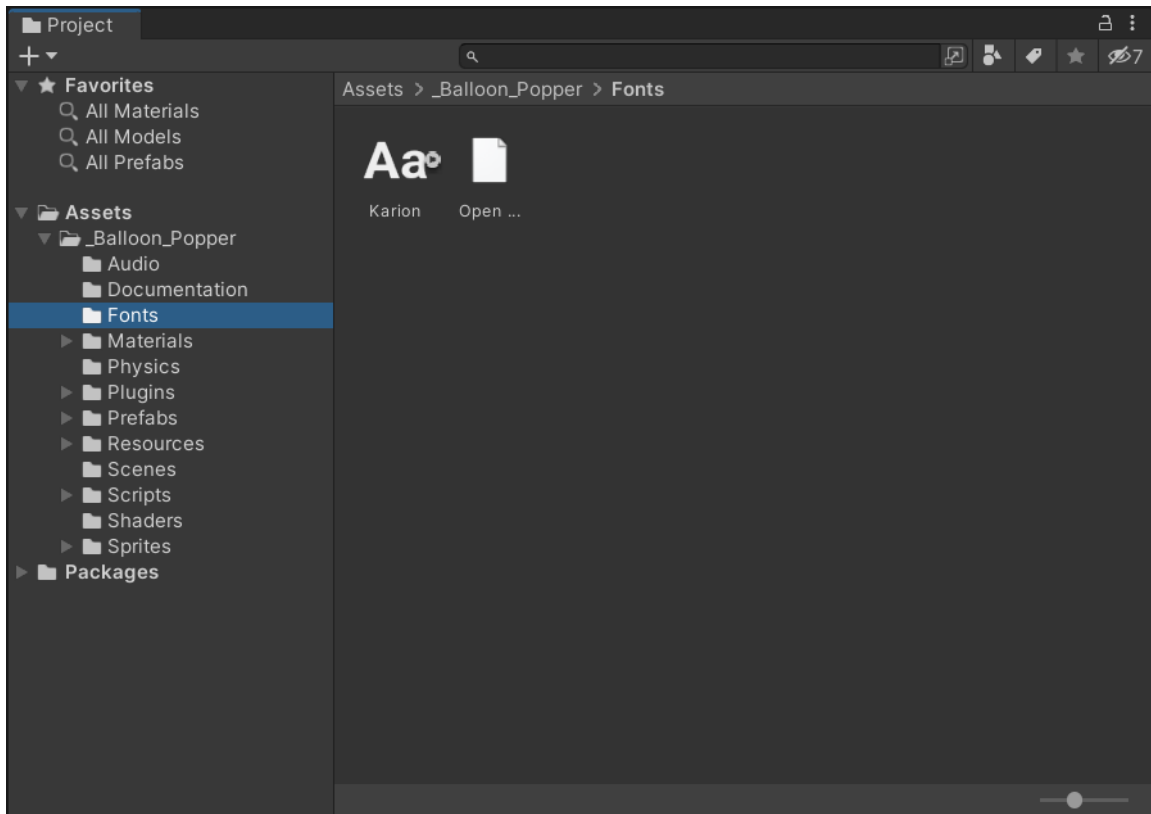 Project
7
Favorites
All Materials
All Models
All Prefabs
Assets
_Balloon_Popper
Audio
Documentation
Fonts
Materials
Physics
Plugins
Prefabs
Resources
Scenes
Scripts
Shaders
Sprites
Packages
Assets > _Balloon_Popper > Fonts
Aa
Karion
Open ...